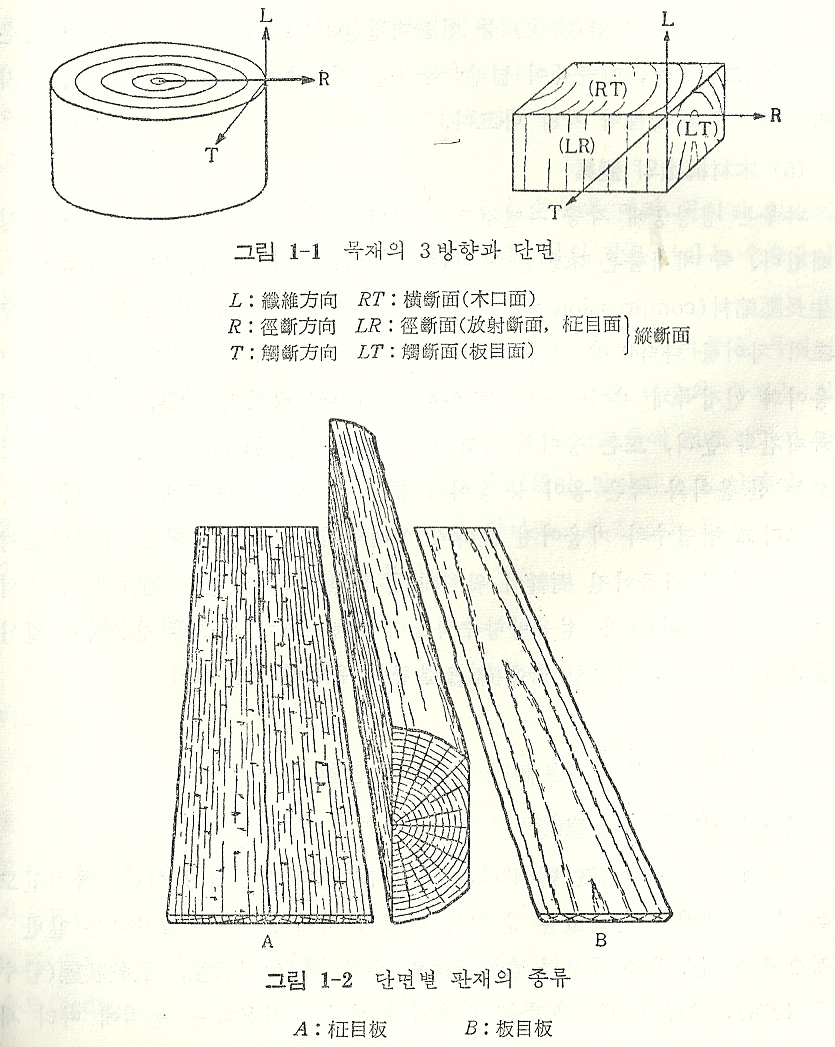 L
R
T
L
(RT)
R
(LR)
(LT)
T
그림 1-1 목재의 3방향과 단면
L : 纖維方向 RT : 橫斷面(木口面)
R : 徑斷方向 LR : 徑斷面(放射斷面, 柾目面
T : 觸斷方向 LT : 觸斷面(板目面)
}縱斷面
A
B
그림 1-2 단면별 판재의 종류
A : 柾目板 B : 板目板